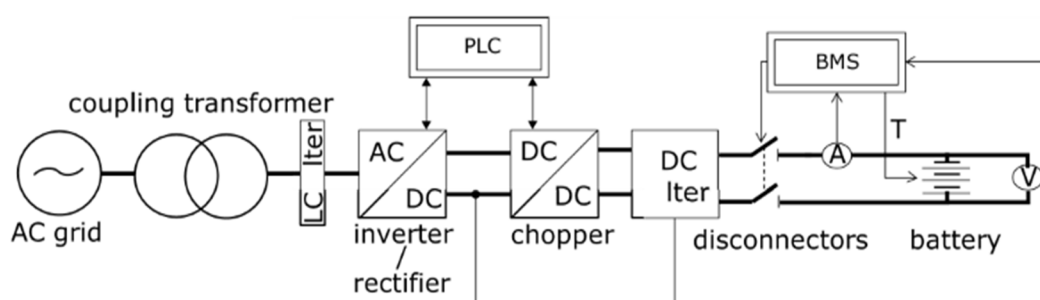 PLC
BMS
coupling transformer
T
LC lter
AC
DC
DC
DC
DC
lter
A
V
AC grid
inverter
/
rectifier
chopper
disconnectors
battery